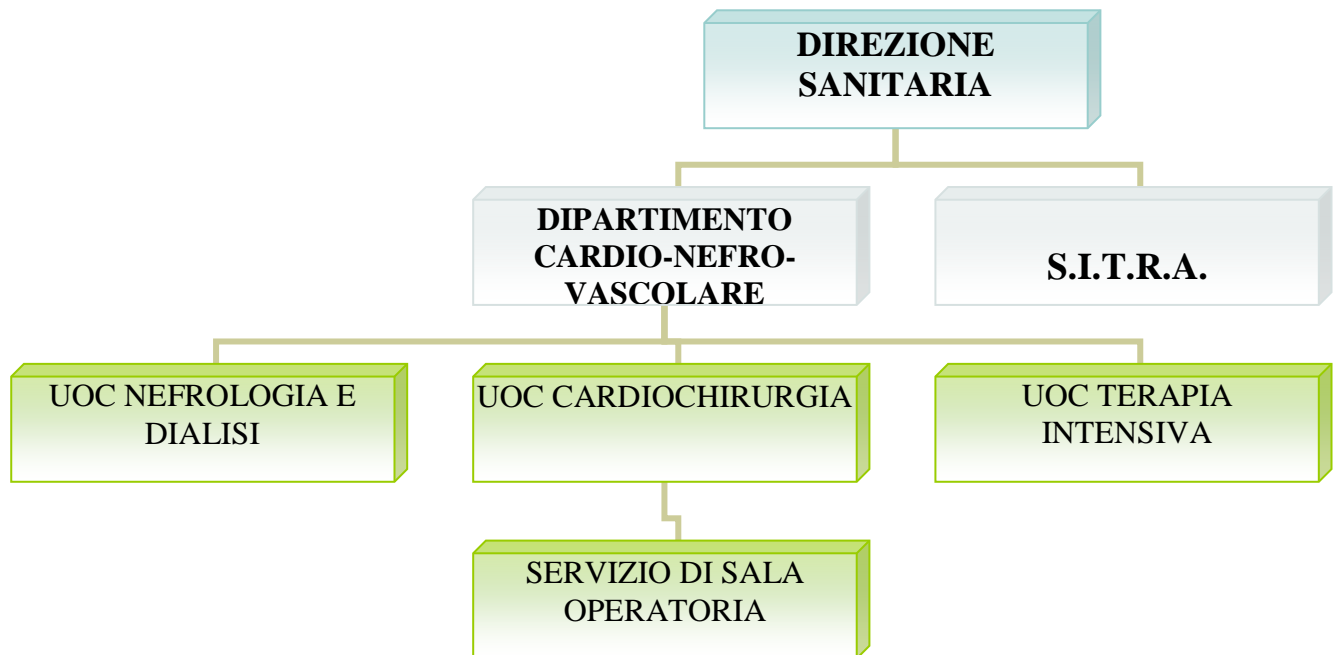 DIREZIONE
SANITARIA
DIPARTIMENTO
CARDIO-NEFRO-
VASCOLARE
S.I.T.R.A.
UOC NEFROLOGIA E
DIALISI
UOC CARDIOCHIRURGIA
UOC TERAPIA
INTENSIVA
SERVIZIO DI SALA
OPERATORIA